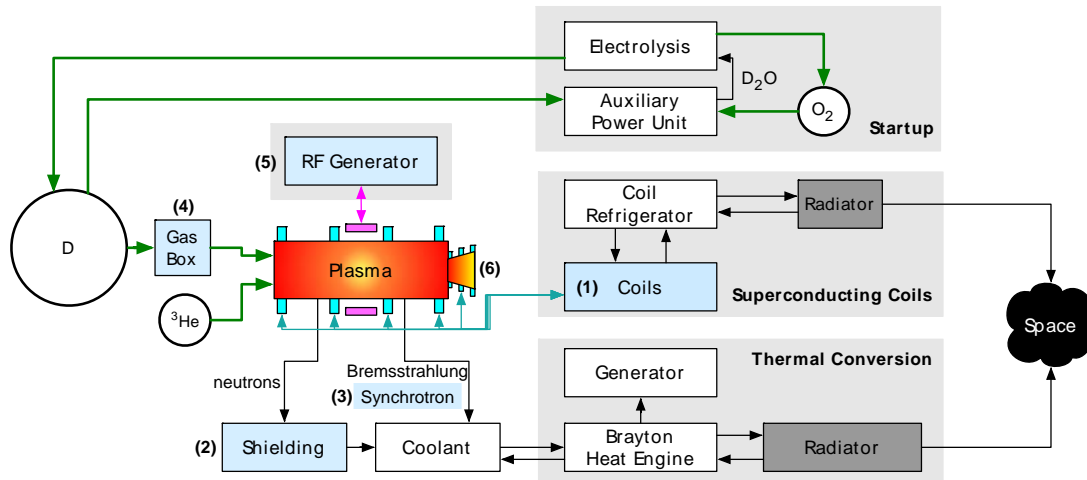 Electrolysis
D₂O
Auxiliary
Power Unit
O₂
Startup
(5)
RF Generator
(4)
Gas
Box
D
³He
Plasma
(6)
Coil
Refrigerator
Radiator
(1)
Coils
Superconducting Coils
Space
neutrons
Bremsstrahlung
(3)
Synchrotron
(2)
Shielding
Coolant
Thermal Conversion
Generator
Brayton
Heat Engine
Radiator